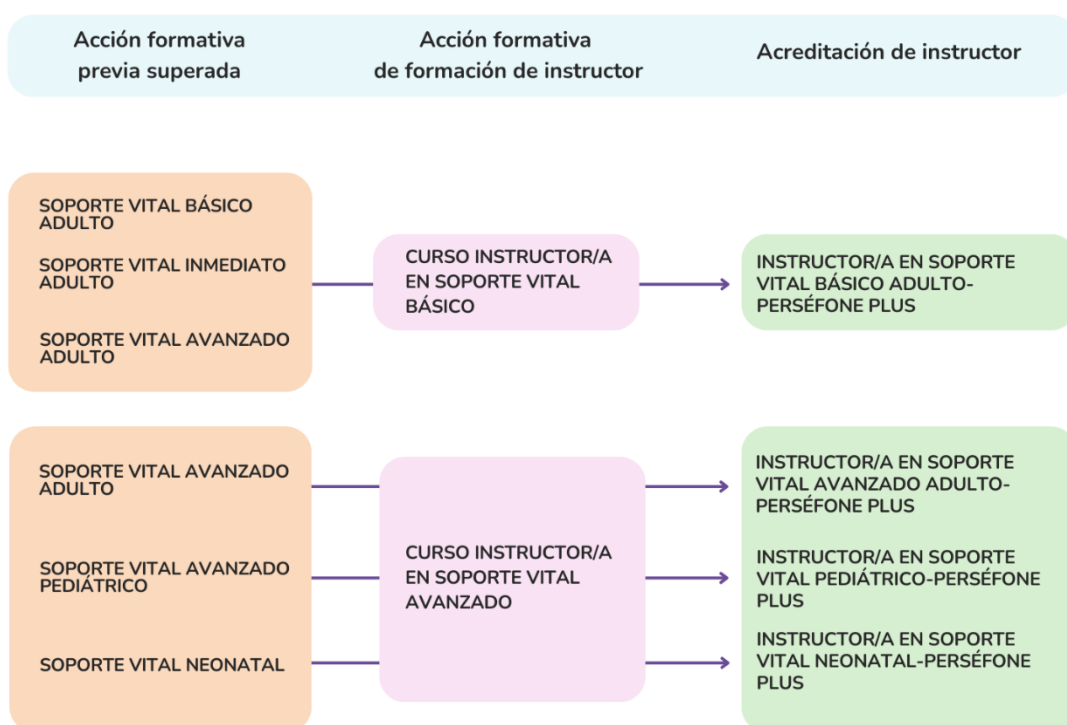 Acción formativa
previa superada
Acción formativa
de formación de instructor
Acreditación de instructor
SOPORTE VITAL BÁSICO
ADULTO
SOPORTE VITAL INMEDIATO
ADULTO
SOPORTE VITAL AVANZADO
ADULTO
CURSO INSTRUCTOR/A
EN SOPORTE VITAL
BÁSICO
INSTRUCTOR/A EN SOPORTE
VITAL BÁSICO ADULTO-
PERSÉFONE PLUS
SOPORTE VITAL AVANZADO
ADULTO
SOPORTE VITAL AVANZADO
PEDIÁTRICO
SOPORTE VITAL NEONATAL
CURSO INSTRUCTOR/A
EN SOPORTE VITAL
AVANZADO
INSTRUCTOR/A EN SOPORTE
VITAL AVANZADO ADULTO-
PERSÉFONE PLUS
INSTRUCTOR/A EN SOPORTE
VITAL PEDIÁTRICO-PERSÉFONE
PLUS
INSTRUCTOR/A EN SOPORTE
VITAL NEONATAL-PERSÉFONE
PLUS